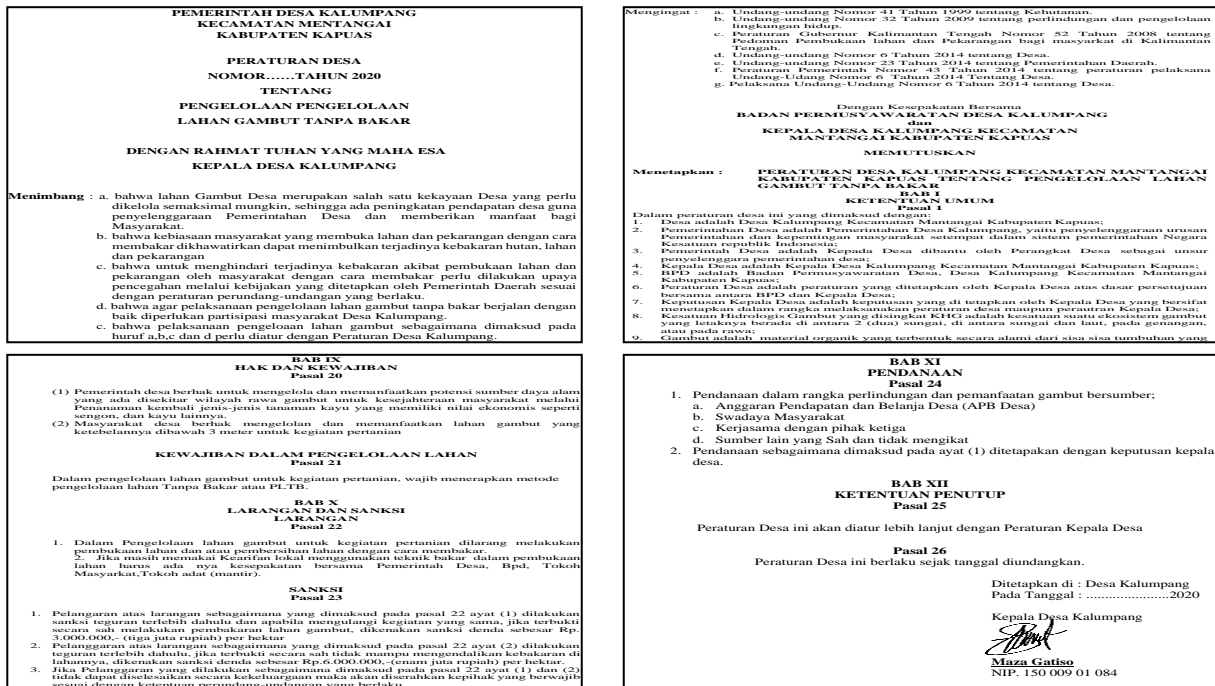 PEMERINTAH DESA KALUMPANG
KECAMATAN MENTANGAI
KABUPATEN KAPUAS
PERATURAN DESA
NOMOR......TAHUN 2020
TENTANG
PENGELOLAAN PENGELOLAAN
LAHAN GAMBUT TANPA BAKAR
DENGAN RAHMAT TUHAN YANG MAHA ESA
KEPALA DESA KALUMPANG
Menimbang : a. bahwa lahan Gambut Desa merupakan salah satu kekayaan Desa yang perlu
dikelola semaksimal mungkin, sehingga ada peningkatan pendapatan desa guna
penyelenggaraan Pemerintahan Desa dan memberikan manfaat bagi
Masyarakat.
b. bahwa kebiasaan masyarakat yang membuka lahan dan pekarangan dengan cara
membakar dikhawatirkan dapat menimbulkan terjadinya kebakaran hutan, lahan
dan pekarangan
c. bahwa untuk menghindari terjadinya kebakaran akibat pembukaan lahan dan
pekarangan oleh masyarakat dengan cara membakar perlu dilakukan upaya
pencegahan melalui kebijakan yang ditetapkan oleh Pemerintah Daerah sesuai
dengan peraturan perundang-undangan yang berlaku.
d. bahwa agar pelaksanaan pengelolaan lahan gambut tanpa bakar berjalan dengan
baik diperlukan partisipasi masyarakat Desa Kalumpang.
c. bahwa pelaksanaan pengeloaan lahan gambut sebagaimana dimaksud pada
huruf a,b,c dan d perlu diatur dengan Peraturan Desa Kalumpang.
Mengingat : a. Undang-undang Nomor 41 Tahun 1999 tentang Kehutanan.
b. Undang-undang Nomor 32 Tahun 2009 tentang perlindungan dan pengelolaan
lingkungan hidup.
c. Peraturan Gubernur Kalimantan Tengah Nomor 52 Tahun 2008 tentang
Pedoman Pembukaan lahan dan Pekarangan bagi masyarkat di Kalimantan
Tengah.
d. Undang-undang Nomor 6 Tahun 2014 tentang Desa.
e. Undang-undang Nomor 23 Tahun 2014 tentang Pemerintahan Daerah.
f. Peraturan Pemerintah Nomor 43 Tahun 2014 tentang peraturan pelaksana
Undang-Udang Nomor 6 Tahun 2014 Tentang Desa.
g. Pelaksana Undang-Undang Nomor 6 Tahun 2014 tentang Desa.
Dengan Kesepakatan Bersama
BADAN PERMUSYAWARATAN DESA KALUMPANG
dan
KEPALA DESA KALUMPANG KECAMATAN
MANTANGAI KABUPATEN KAPUAS
MEMUTUSKAN
Menetapkan : PERATURAN DESA KALUMPANG KECAMATAN MANTANGAI
KABUPATEN KAPUAS TENTANG PENGELOLAAN LAHAN
GAMBUT TANPA BAKAR
BAB I
KETENTUAN UMUM
Pasal 1
Dalam peraturan desa ini yang dimaksud dengan:
1. Desa adalah Desa Kalumpang Kecamatan Mantangai Kabupaten Kapuas;
2. Pemerintahan Desa adalah Pemerintahan Desa Kalumpang, yaitu penyelenggaraan urusan
Pemerintahan dan kepentingan masyarakat setempat dalam sistem pemerintahan Negara
Kesatuan republik Indonesia;
3. Pemerintah Desa adalah Kepala Desa dibantu oleh Perangkat Desa sebagai unsur
penyelenggara pemerintahan desa;
4. Kepala Desa adalah Kepala Desa Kalumpang Kecamatan Mantangai Kabupaten Kapuas;
5. BPD adalah Badan Permusyawaratan Desa, Desa Kalumpang Kecamatan Mantangai
Kabupaten Kapuas;
6. Peraturan Desa adalah peraturan yang ditetapkan oleh Kepala Desa atas dasar persetujuan
bersama antara BPD dan Kepala Desa;
7. Keputusan Kepala Desa adalah keputusan yang di tetapkan oleh Kepala Desa yang bersifat
menetapkan dalam rangka melaksanakan peraturan desa maupun perautran Kepala Desa;
8. Kesatuan Hidrologis Gambut yang disingkat KHG adalah kesatuan suatu ekosistem gambut
yang letaknya berada di antara 2 (dua) sungai, di antara sungai dan laut, pada genangan,
atau pada rawa;
9. Gambut adalah material organik yang terbentuk secara alami dari sisa sisa tumbuhan yang
BAB IX
HAK DAN KEWAJIBAN
Pasal 20
(1) Pemerintah desa berhak untuk mengelola dan memanfaatkan potensi sumber daya alam
yang ada disekitar wilayah rawa gambut untuk kesejahteraan masyarakat melalui
Penanaman kembali jenis-jenis tanaman kayu yang memiliki nilai ekonomis seperti
sengon, dan kayu lainnya.
(2) Masyarakat desa berhak mengelolan dan memanfaatkan lahan gambut yang
ketebalannya dibawah 3 meter untuk kegiatan pertanian
KEWAJIBAN DALAM PENGELOLAAN LAHAN
Pasal 21
Dalam pengelolaan lahan gambut untuk kegiatan pertanian, wajib menerapkan metode
pengelolaan lahan Tanpa Bakar atau PLTB.
BAB X
LARANGAN DAN SANKSI
LARANGAN
Pasal 22
1. Dalam Pengelolaan lahan gambut untuk kegiatan pertanian dilarang melakukan
pembukaan lahan dan atau pembersihan lahan dengan cara membakar.
2. Jika masih memakai Kearifan lokal menggunakan teknik bakar dalam pembukaan
lahan harus ada nya kesepakatan bersama Pemerintah Desa, Bpd, Tokoh
Masyarkat,Tokoh adat (mantir).
SANKSI
Pasal 23
1. Pelangaran atas larangan sebagaimana yang dimaksud pada pasal 22 ayat (1) dilakukan
sanksi teguran terlebih dahulu dan apabila mengulangi kegiatan yang sama, jika terbukti
secara sah melakukan pembakaran lahan gambut, dikenakan sanksi denda sebesar Rp.
3.000.000,- (tiga juta rupiah) per hektar
2. Pelangaran atas larangan sebagaimana yang dimaksud pada pasal 22 ayat (2) dilakukan
teguran terlebih dahulu, jika terbukti secara sah tidak mampu mengendalikan kebakaran di
lahannya, dikenakan sanksi denda sebesar Rp.6.000.000,-(enam juta rupiah) per hektar.
3. Jika Pelanggaran yang dilakukan sebagaimana dimaksud pada pasal 22 ayat (1) dan (2)
tidak dapat diselesaikan secara kekeluargaan maka akan diserahkan kepihak yang berwajib
sesuai dengan ketentuan perundang-undangan yang berlaku
BAB XI
PENDANAAN
Pasal 24
1. Pendanaan dalam rangka perlindungan dan pemanfaatan gambut bersumber;
a. Anggaran Pendapatan dan Belanja Desa (APB Desa)
b. Swadaya Masyarakat
c. Kerjasama dengan pihak ketiga
d. Sumber lain yang Sah dan tidak mengikat
2. Pendanaan sebagaimana dimaksud pada ayat (1) ditetapakan dengan keputusan kepala
desa.
BAB XII
KETENTUAN PENUTUP
Pasal 25
Peraturan Desa ini akan diatur lebih lanjut dengan Peraturan Kepala Desa
Pasal 26
Peraturan Desa ini berlaku sejak tanggal diundangkan.
Ditetapkan di : Desa Kalumpang
Pada Tanggal : .....................2020
Kepala Desa Kalumpang
Maza Gatiso
NIP. 150 009 01 084